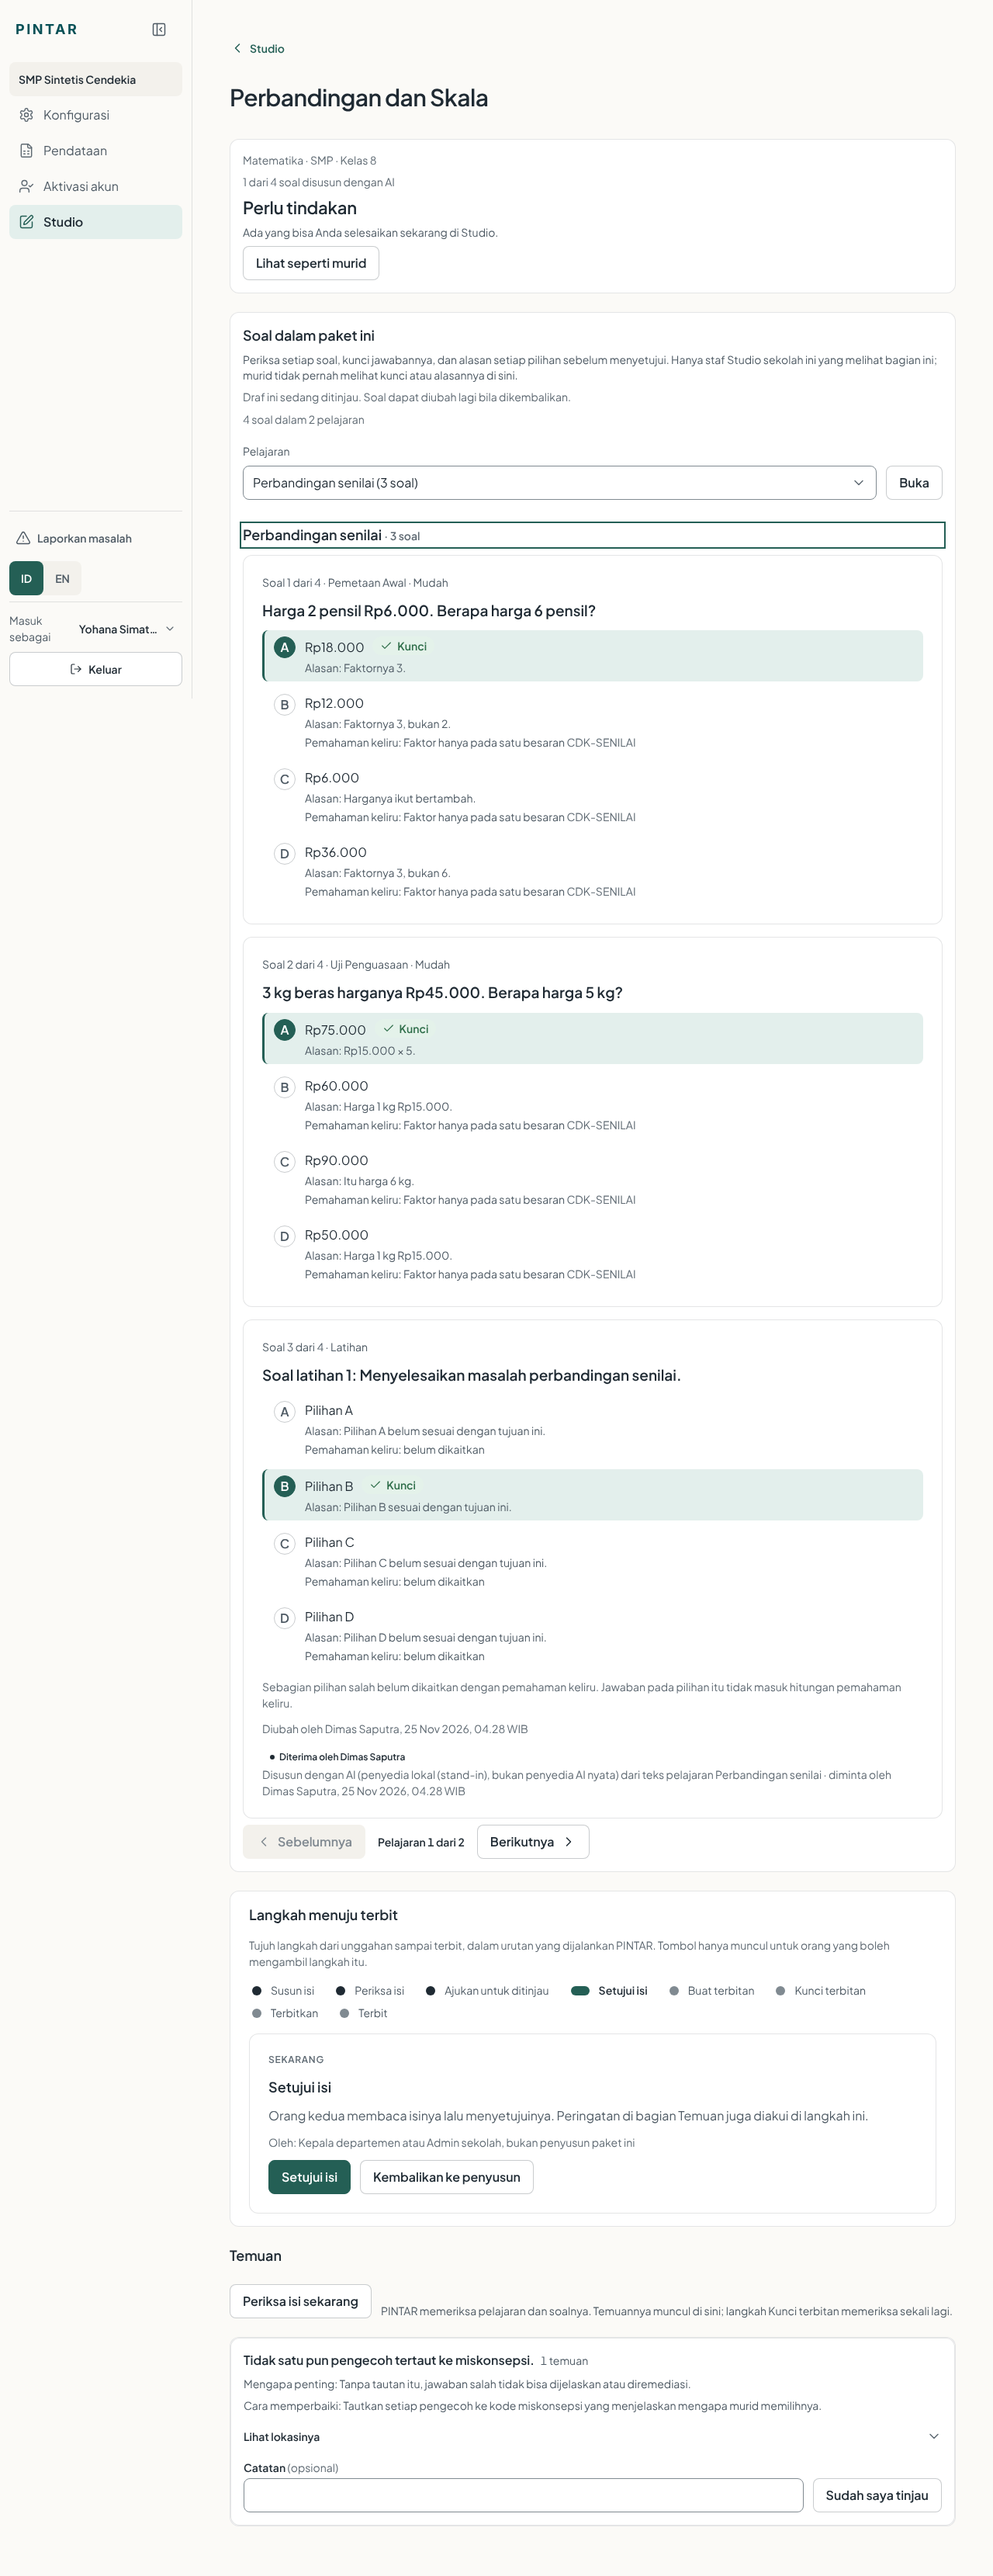 PINTAR
SMP Sintetis Cendekia
Konfigurasi
Pendataan
Aktivasi akun
Studio
Laporkan masalah
ID EN
Masuk sebagai
Yohana Simat...
Keluar
Studio
Perbandingan dan Skala
Matematika · SMP · Kelas 8
1 dari 4 soal disusun dengan AI
Perlu tindakan
Ada yang bisa Anda selesaikan sekarang di Studio.
Lihat seperti murid
Soal dalam paket ini
Periksa setiap soal, kunci jawabannya, dan alasan setiap pilihan sebelum menyetujui. Hanya staf Studio sekolah ini yang melihat bagian ini;
murid tidak pernah melihat kunci atau alasannya di sini.
Draf ini sedang ditinjau. Soal dapat diubah lagi bila dikembalikan.
4 soal dalam 2 pelajaran
Pelajaran
Perbandingan senilai (3 soal)
Buka
Perbandingan senilai · 3 soal
Soal 1 dari 4 · Pemetaan Awal · Mudah
Harga 2 pensil Rp6.000. Berapa harga 6 pensil?
A Rp18.000 Kunci
Alasan: Faktornya 3.
B Rp12.000
Alasan: Faktornya 3, bukan 2.
Pemahaman keliru: Faktor hanya pada satu besaran CDK-SENILAI
C Rp6.000
Alasan: Harganya ikut bertambah.
Pemahaman keliru: Faktor hanya pada satu besaran CDK-SENILAI
D Rp36.000
Alasan: Faktornya 3, bukan 6.
Pemahaman keliru: Faktor hanya pada satu besaran CDK-SENILAI
Soal 2 dari 4 · Uji Penguasaan · Mudah
3 kg beras harganya Rp45.000. Berapa harga 5 kg?
A Rp75.000 Kunci
Alasan: Rp15.000 × 5.
B Rp60.000
Alasan: Harga 1 kg Rp15.000.
Pemahaman keliru: Faktor hanya pada satu besaran CDK-SENILAI
C Rp90.000
Alasan: Itu harga 6 kg.
Pemahaman keliru: Faktor hanya pada satu besaran CDK-SENILAI
D Rp50.000
Alasan: Harga 1 kg Rp15.000.
Pemahaman keliru: Faktor hanya pada satu besaran CDK-SENILAI
Soal 3 dari 4 · Latihan
Soal latihan 1: Menyelesaikan masalah perbandingan senilai.
A Pilihan A
Alasan: Pilihan A belum sesuai dengan tujuan ini.
Pemahaman keliru: belum dikaitkan
B Pilihan B Kunci
Alasan: Pilihan B sesuai dengan tujuan ini.
C Pilihan C
Alasan: Pilihan C belum sesuai dengan tujuan ini.
Pemahaman keliru: belum dikaitkan
D Pilihan D
Alasan: Pilihan D belum sesuai dengan tujuan ini.
Pemahaman keliru: belum dikaitkan
Sebagian pilihan salah belum dikaitkan dengan pemahaman keliru. Jawaban pada pilihan itu tidak masuk hitungan pemahaman
keliru.
Diubah oleh Dimas Saputra, 25 Nov 2026, 04.28 WIB
Diterima oleh Dimas Saputra
Disusun dengan AI (penyedia lokal (stand-in), bukan penyedia AI nyata) dari teks pelajaran Perbandingan senilai · diminta oleh
Dimas Saputra, 25 Nov 2026, 04.28 WIB
Sebelumnya
Pelajaran 1 dari 2
Berikutnya
Langkah menuju terbit
Tujuh langkah dari unggahan sampai terbit, dalam urutan yang dijalankan PINTAR. Tombol hanya muncul untuk orang yang boleh
mengambil langkah itu.
Susun isi Periksa isi Ajukan untuk ditinjau Setujui isi Buat terbitan Kunci terbitan
Terbitkan Terbit
SEKARANG
Setujui isi
Orang kedua membaca isinya lalu menyetujuinya. Peringatan di bagian Temuan juga diakui di langkah ini.
Oleh: Kepala departemen atau Admin sekolah, bukan penyusun paket ini
Setujui isi
Kembalikan ke penyusun
Temuan
Periksa isi sekarang
PINTAR memeriksa pelajaran dan soalnya. Temuannya muncul di sini; langkah Kunci terbitan memeriksa sekali lagi.
Tidak satu pun pengecoh tertaut ke miskonsepsi. 1 temuan
Mengapa penting: Tanpa tautan itu, jawaban salah tidak bisa dijelaskan atau diremediasi.
Cara memperbaiki: Tautkan setiap pengecoh ke kode miskonsepsi yang menjelaskan mengapa murid memilihnya.
Lihat lokasinya
Catatan (opsional)
Sudah saya tinjau